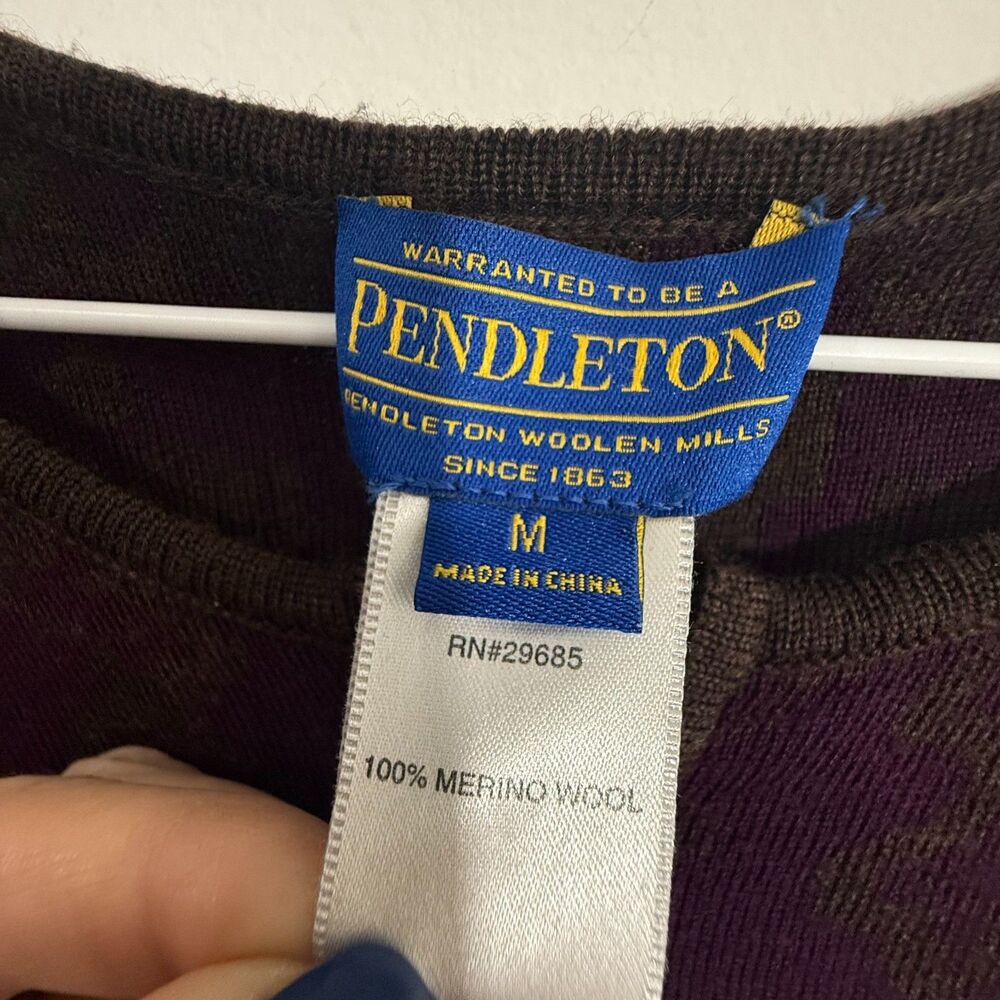 WARRANTED TO BE A
PENDLETON®
PENDLETON WOOLEN MILLS
SINCE 1863
M
MADE IN CHINA
RN#29685
100% MERINO WOOL